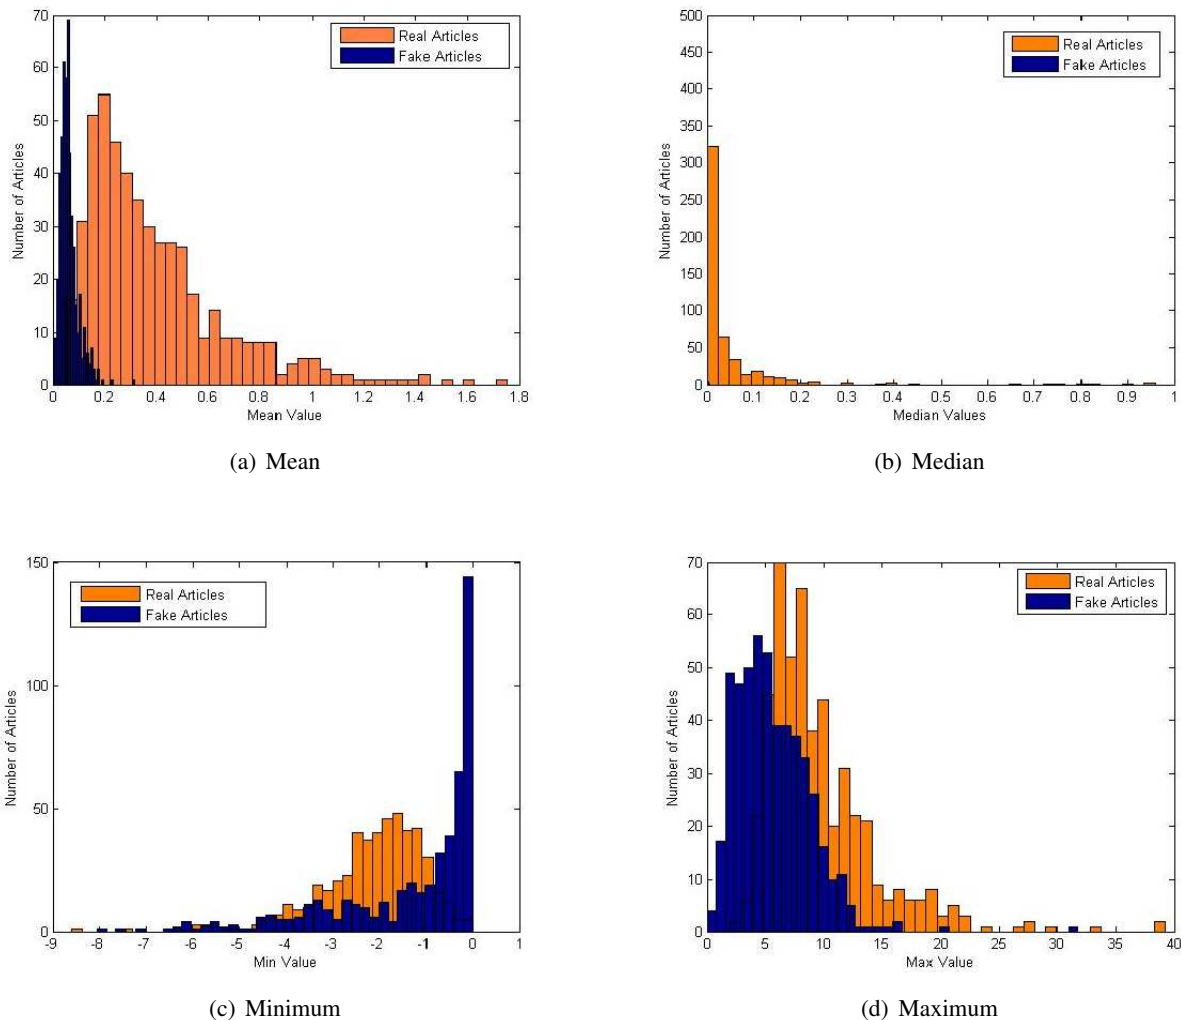 70
60
50
40
30
20
10
0
Number of Articles
Real Articles
Fake Articles
0 0.2 0.4 0.6 0.8 1 1.2 1.4 1.6 1.8
Mean Value
(a) Mean
500
450
400
350
300
250
200
150
100
50
0
Number of Articles
Real Articles
Fake Articles
0 0.1 0.2 0.3 0.4 0.5 0.6 0.7 0.8 0.9 1
Median Values
(b) Median
150
100
50
0
Number of Articles
Real Articles
Fake Articles
-9 -8 -7 -6 -5 -4 -3 -2 -1 0 1
Min Value
(c) Minimum
70
60
50
40
30
20
10
0
Number of Articles
Real Articles
Fake Articles
0 5 10 15 20 25 30 35 40
Max Value
(d) Maximum